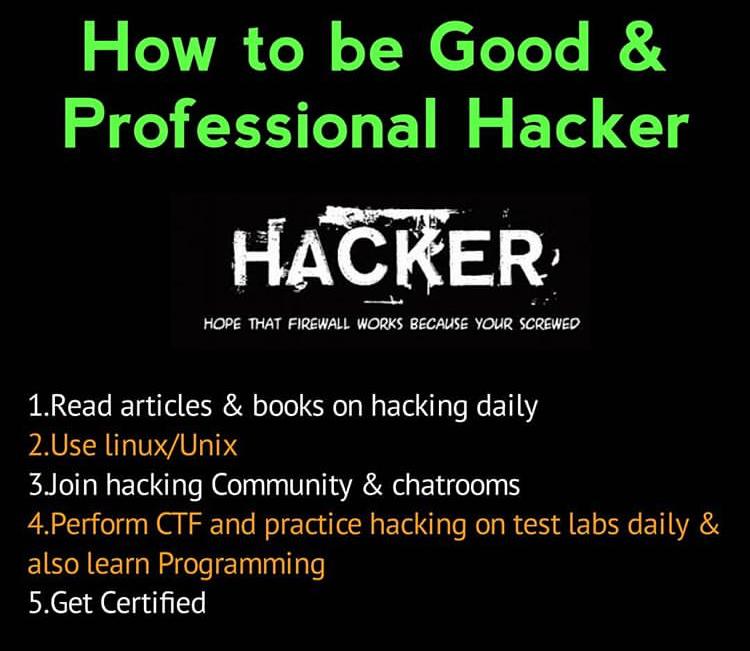 How to be Good &
Professional Hacker
HACKER
HOPE THAT FIREWALL WORKS BECAUSE YOUR SCREWED
1.Read articles & books on hacking daily
2.Use linux/Unix
3.Join hacking Community & chatrooms
4.Perform CTF and practice hacking on test labs daily &
also learn Programming
5.Get Certified